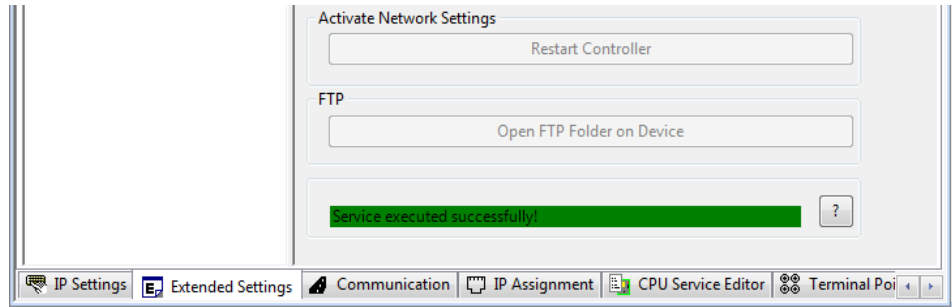 Activate Network Settings
Restart Controller
FTP
Open FTP Folder on Device
Service executed successfully!
?
IP Settings Extended Settings Communication IP Assignment CPU Service Editor Terminal Poi